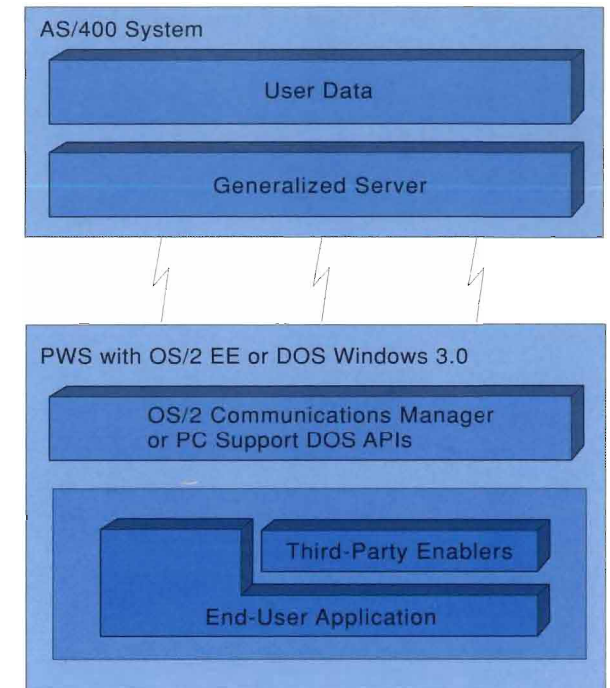 AS/400 System
User Data
Generalized Server
PWS with OS/2 EE or DOS Windows 3.0
OS/2 Communications Manager
or PC Support DOS APIs
Third-Party Enablers
End-User Application